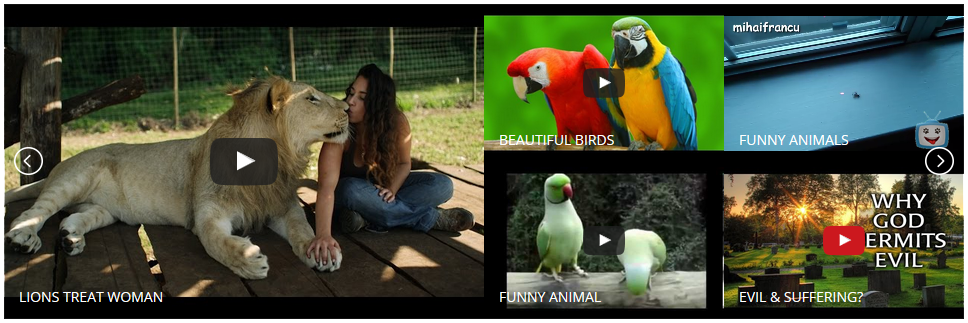 LIONS TREAT WOMAN
BEAUTIFUL BIRDS
mihaifrancu
FUNNY ANIMALS
FUNNY ANIMAL
WHY
GOD
ERMITS
EVIL
EVIL & SUFFERING?